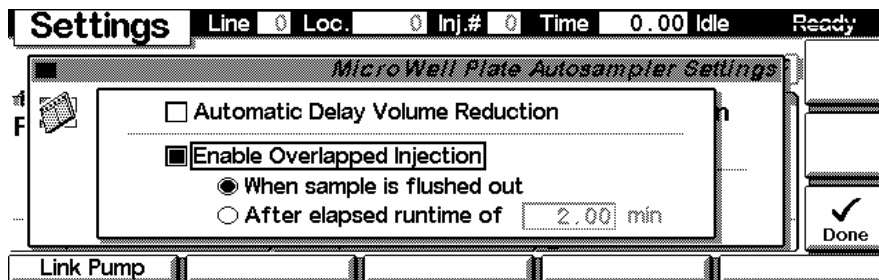 Settings Line 0 Loc. 0 Inj.# 0 Time 0.00 Idle Ready
MicroWell Plate Autosampler Settings
F
Automatic Delay Volume Reduction
Enable Overlapped Injection
When sample is flushed out
After elapsed runtime of 2.00 min
Done
Link Pump